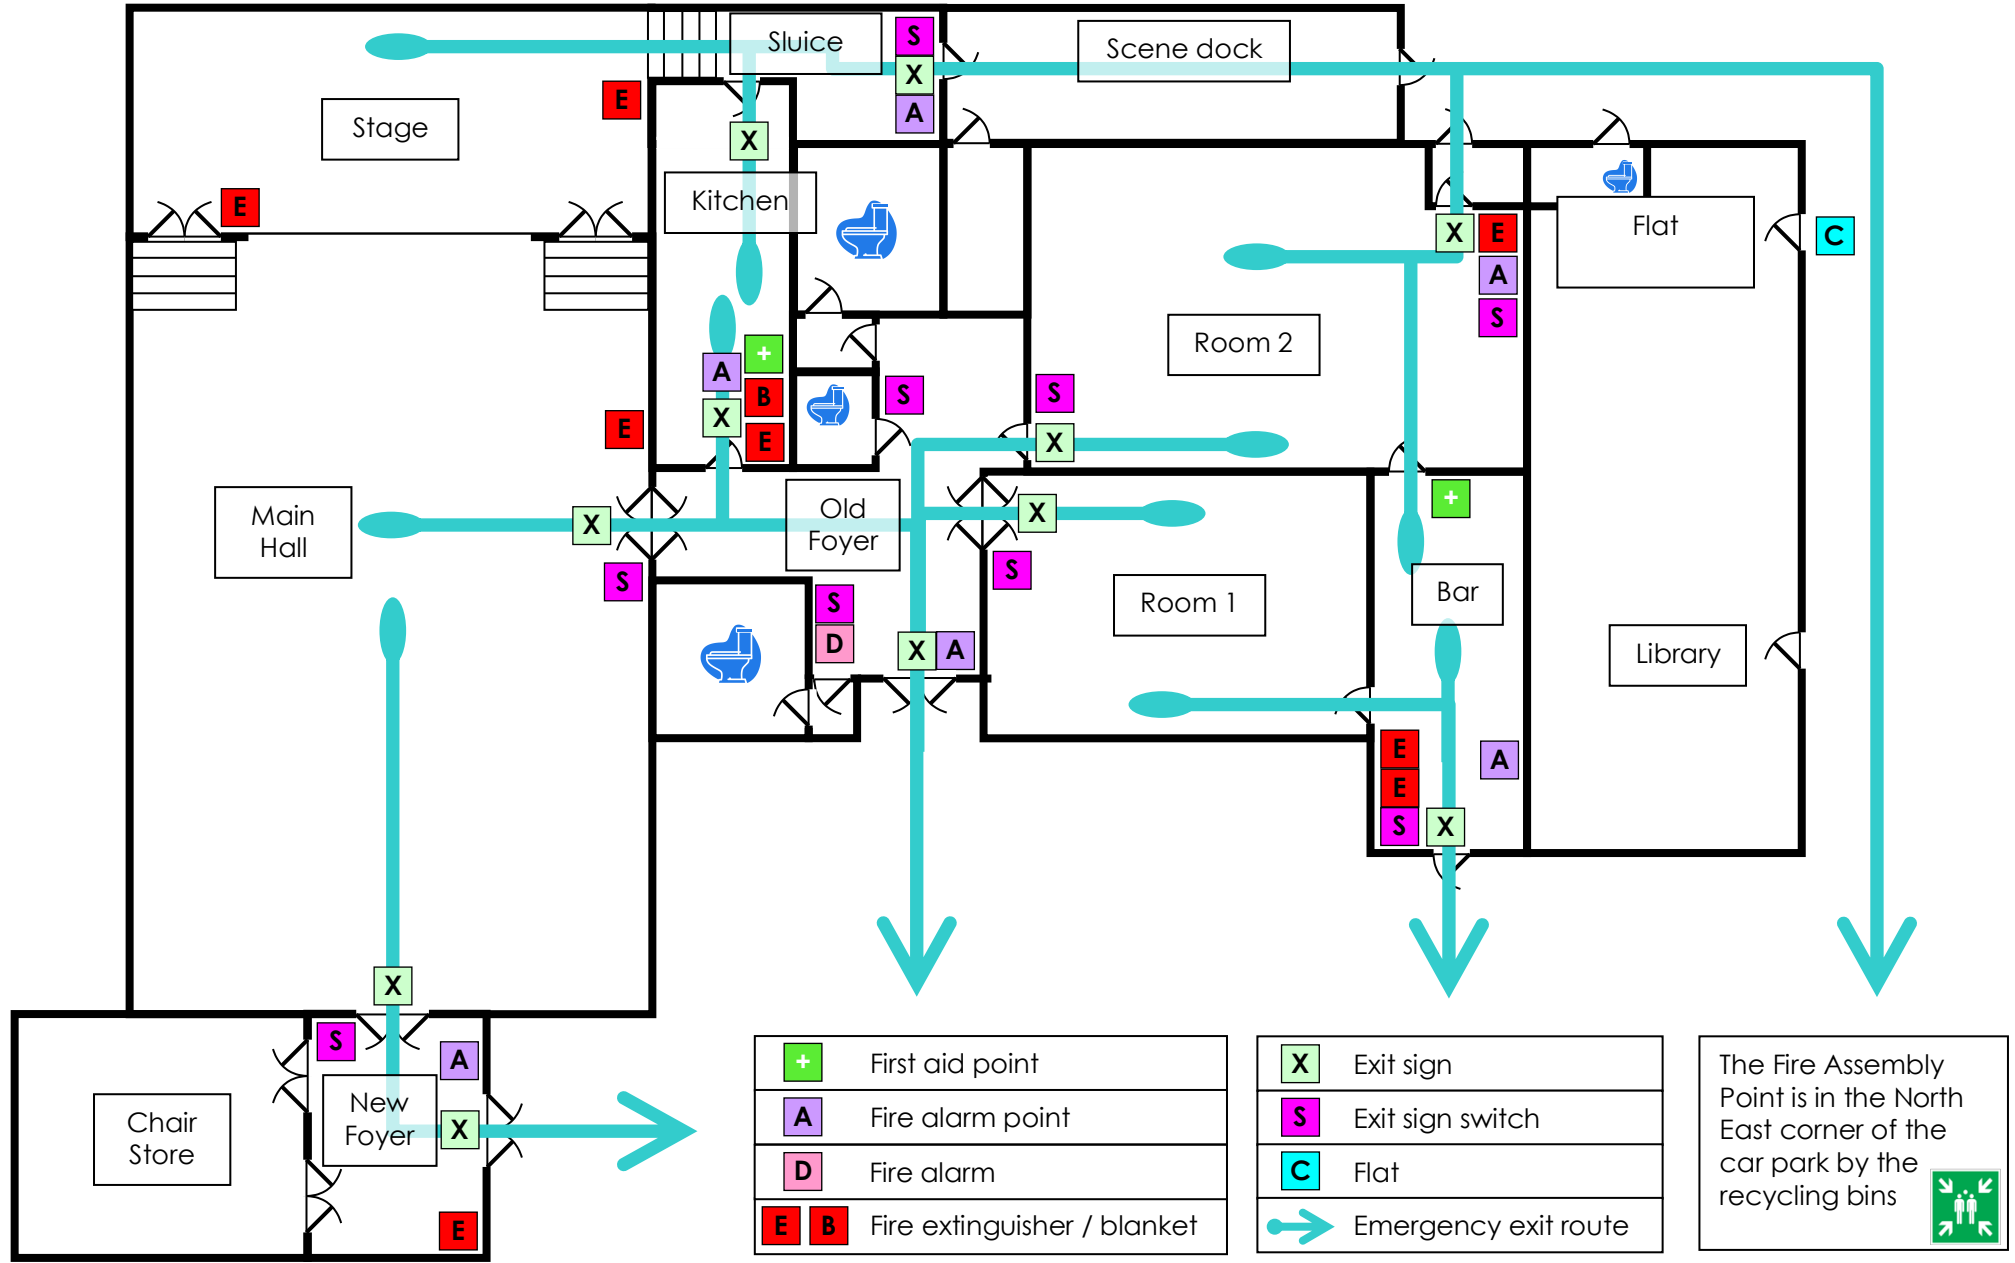 Sluice
S
Scene dock
X
A
E
Stage
X
Kitchen
E
X
E
Flat
C
A
S
Room 2
+
A
B
S
S
X
E
E
X
+
Main
Hall
X
Old
Foyer
X
S
S
S
D
Room 1
Bar
X
A
Library
E
A
E
S
X
X
S
A
New
Foyer
X
Chair
Store
E
+ First aid point
A Fire alarm point
D Fire alarm
E B Fire extinguisher / blanket
X Exit sign
S Exit sign switch
C Flat
Emergency exit route
The Fire Assembly
Point is in the North
East corner of the
car park by the
recycling bins